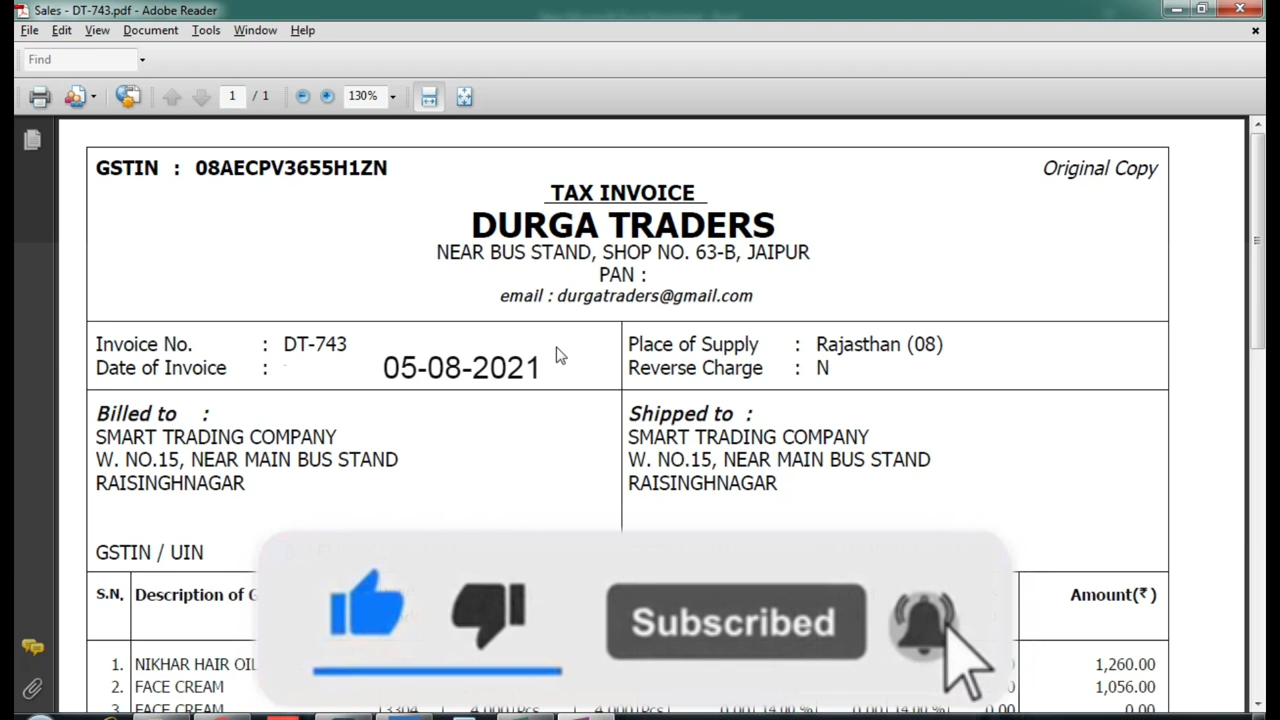 Sales - DT-743.pdf - Adobe Reader
File Edit View Document Tools Window Help
Find
1 / 1 130%
GSTIN : 08AECPV3655H1ZN Original Copy
TAX INVOICE
DURGA TRADERS
NEAR BUS STAND, SHOP NO. 63-B, JAIPUR
PAN :
email : durgatraders@gmail.com
Invoice No. : DT-743 Place of Supply : Rajasthan (08)
Date of Invoice : 05-08-2021 Reverse Charge : N
Billed to : Shipped to :
SMART TRADING COMPANY SMART TRADING COMPANY
W. NO.15, NEAR MAIN BUS STAND W. NO.15, NEAR MAIN BUS STAND
RAISINGHNAGAR RAISINGHNAGAR
GSTIN / UIN
S.N. Description of G Amount(₹)
Subscribed
1. NIKHAR HAIR OIL 1,260.00
2. FACE CREAM 1,056.00
3. FACE CREAM 0.00